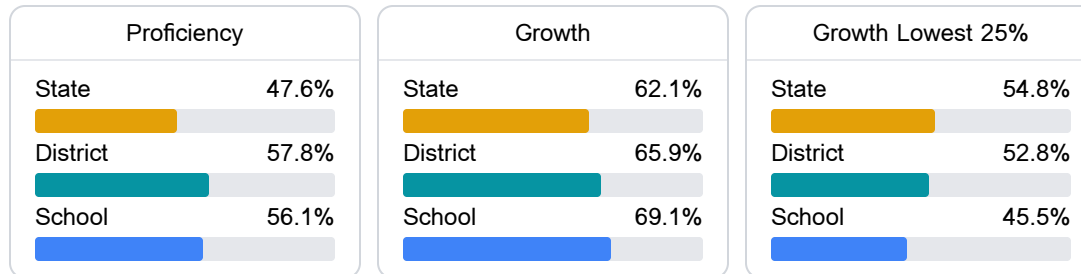 Proficiency
State 47.6%
District 57.8%
School 56.1%
Growth
State 62.1%
District 65.9%
School 69.1%
Growth Lowest 25%
State 54.8%
District 52.8%
School 45.5%